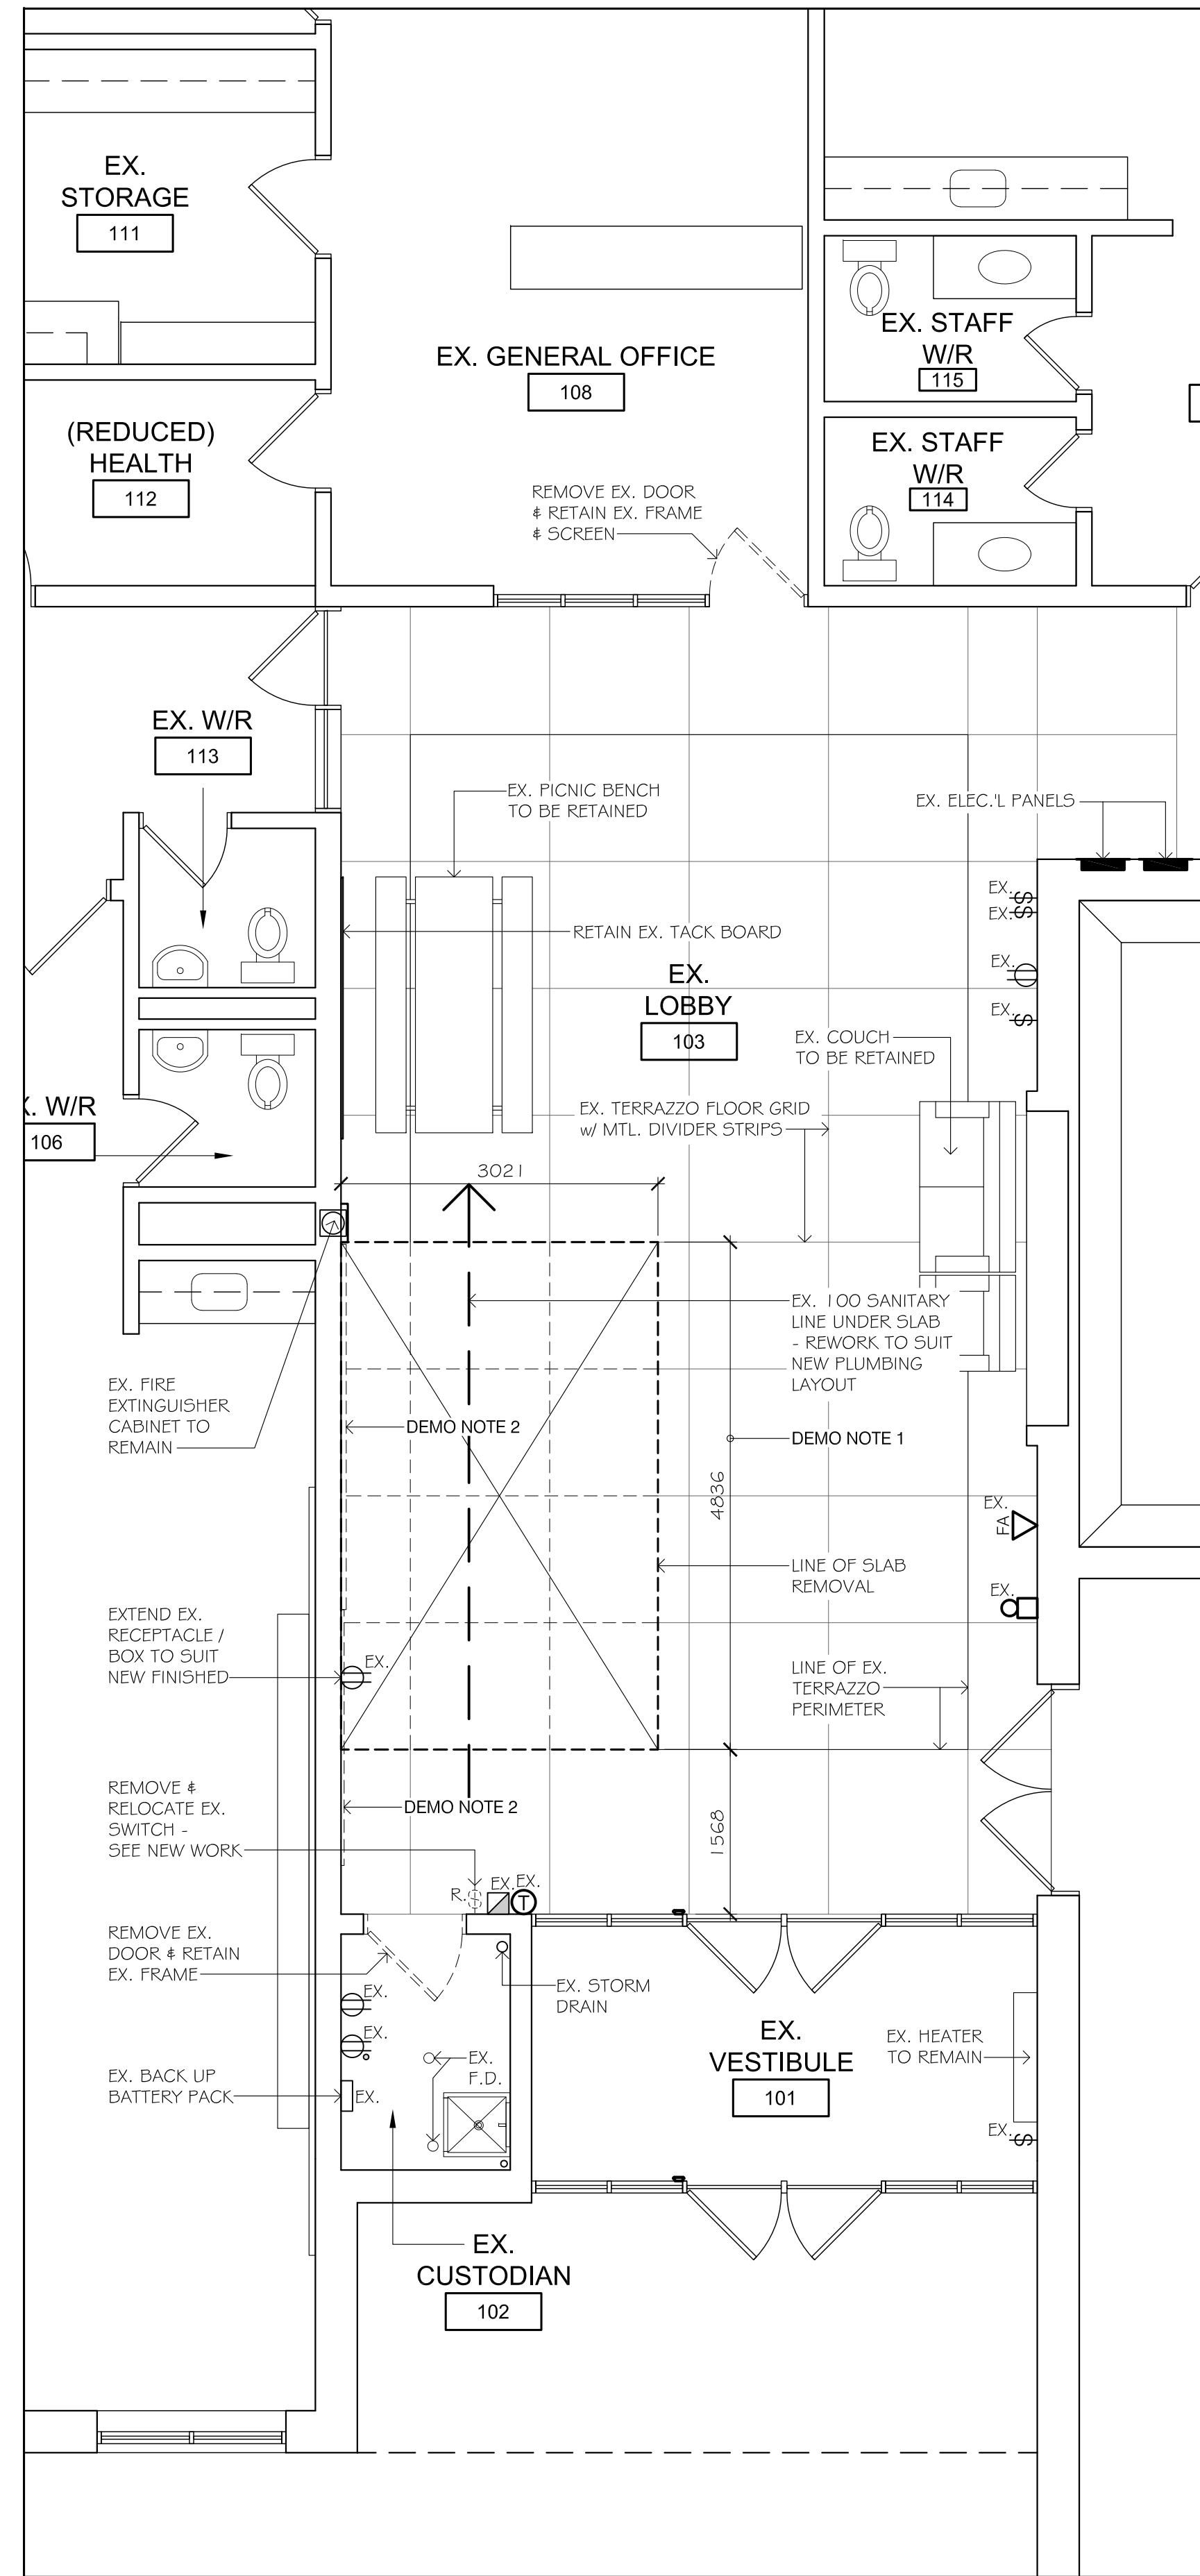 EX.
STORAGE
111
EX. GENERAL OFFICE
108
EX. STAFF
W/R
115
(REDUCED)
HEALTH
112
EX. STAFF
W/R
114
REMOVE EX. DOOR
& RETAIN EX. FRAME
& SCREEN
EX. W/R
113
EX. PICNIC BENCH
TO BE RETAINED
EX. ELEC.'L PANELS
EX.
EX.
RETAIN EX. TACK BOARD
EX.
LOBBY
103
EX.
EX.
EX. COUCH
TO BE RETAINED
EX. TERRAZZO FLOOR GRID
w/ MTL. DIVIDER STRIPS
W/R
106
3021
EX. 100 SANITARY
LINE UNDER SLAB
- REWORK TO SUIT
NEW PLUMBING
LAYOUT
EX. FIRE
EXTINGUISHER
CABINET TO
REMAIN
DEMO NOTE 2
DEMO NOTE 1
4836
EX.
FA
LINE OF SLAB
REMOVAL
EX.
EXTEND EX.
RECEPTACLE /
BOX TO SUIT
NEW FINISHED
EX.
LINE OF EX.
TERRAZZO
PERIMETER
REMOVE &
RELOCATE EX.
SWITCH -
SEE NEW WORK
DEMO NOTE 2
1568
R.
EX.
EX.
T
REMOVE EX.
DOOR & RETAIN
EX. FRAME
EX. STORM
DRAIN
EX.
EX.
EX.
F.D.
EX.
VESTIBULE
101
EX. HEATER
TO REMAIN
EX. BACK UP
BATTERY PACK
EX.
EX.
EX.
CUSTODIAN
102